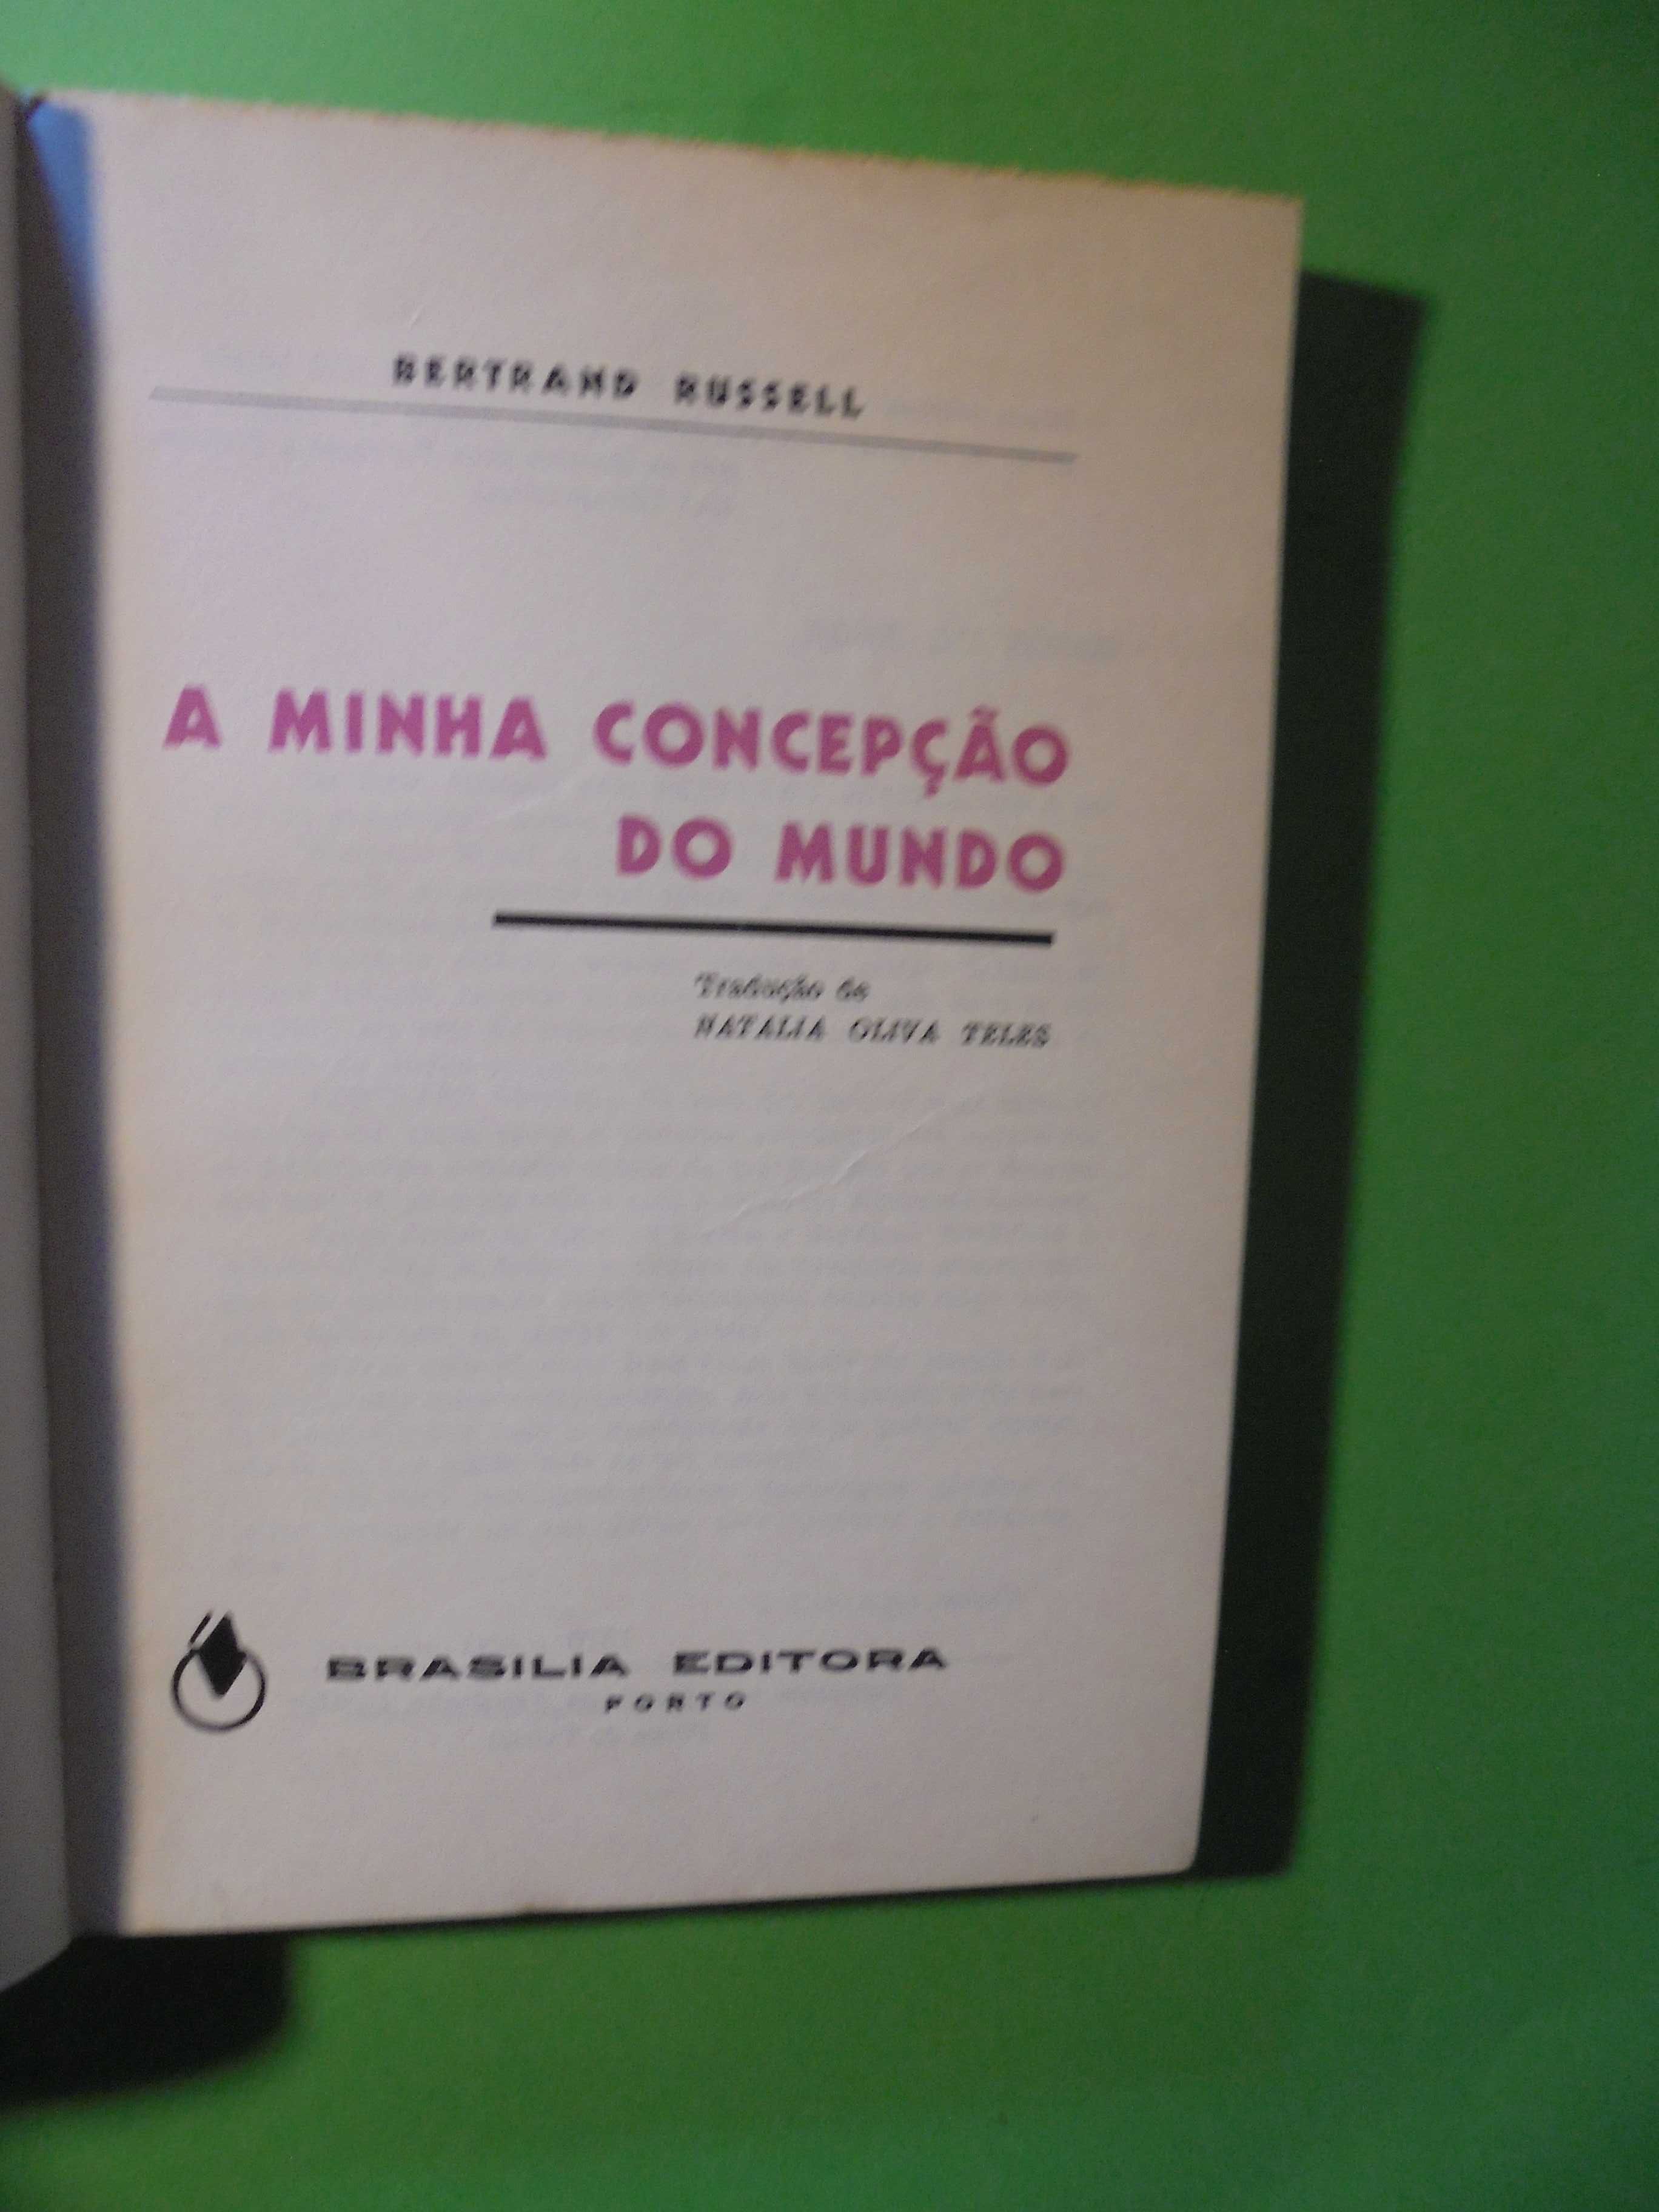 BERTRAND RUSSELL
A MINHA CONCEPÇÃO
DO MUNDO
Tradução de
NATALIA OLIVA TELES
BRASILIA EDITORA
PORTO